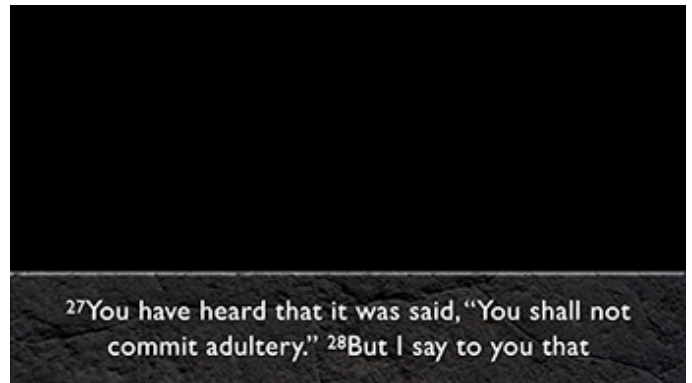 ²⁷You have heard that it was said, “You shall not
commit adultery.” ²⁸But I say to you that